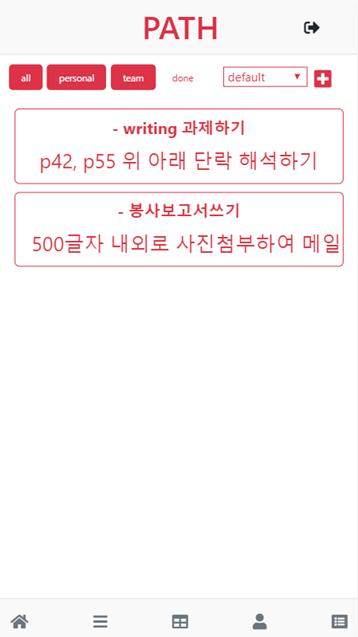 PATH
all personal team done default
- writing 과제하기
p42, p55 위 아래 단락 해석하기
- 봉사보고서쓰기
500글자 내외로 사진첨부하여 메일